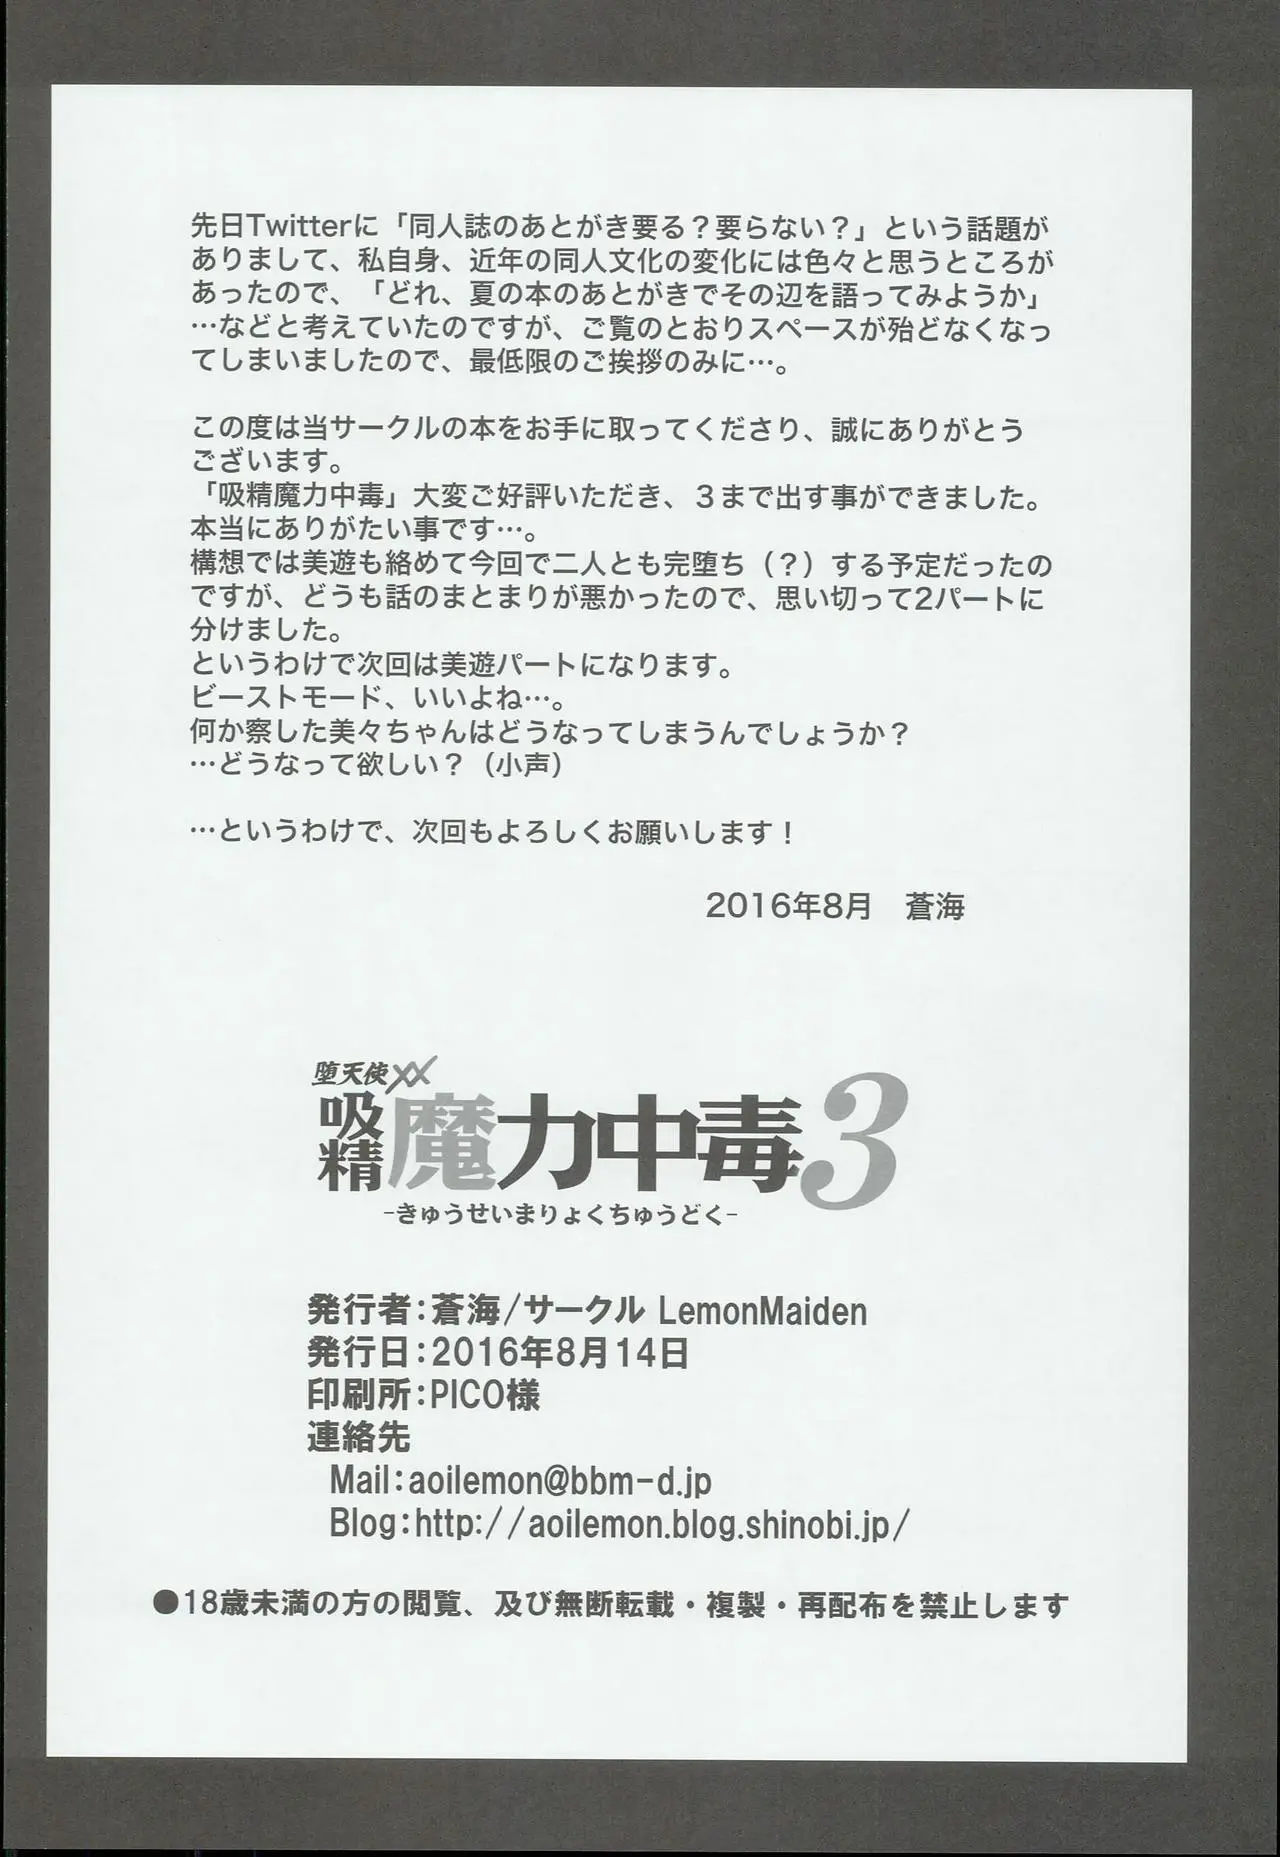 先日Twitterに「同人誌のあとがき要る？要らない？」という話題が
ありまして、私自身、近年の同人文化の変化には色々と思うところが
あったので、「どれ、夏の本のあとがきでその辺を語ってみようか」
…などと考えていたのですが、ご覧のとおりスペースが殆どなくなっ
てしまいましたので、最低限のご挨拶のみに…。
この度は当サークルの本をお手に取ってくださり、誠にありがとう
ございます。
「吸精魔力中毒」大変ご好評いただき、３まで出す事ができました。
本当にありがたい事です…。
構想では美遊も絡めて今回で二人とも完堕ち（？）する予定だったの
ですが、どうも話のまとまりが悪かったので、思い切って2パートに
分けました。
というわけで次回は美遊パートになります。
ビーストモード、いいよね…。
何か察した美々ちゃんはどうなってしまうんでしょうか？
…どうなって欲しい？（小声）
…というわけで、次回もよろしくお願いします！
2016年8月　蒼海
堕天使XX
吸精魔力中毒3
-きゅうせいまりょくちゅうどく-
発行者：蒼海/サークル LemonMaiden
発行日：2016年8月14日
印刷所：PICO様
連絡先
Mail：aoilemon@bbm-d.jp
Blog：http://aoilemon.blog.shinobi.jp/
●18歳未満の方の閲覧、及び無断転載・複製・再配布を禁止します